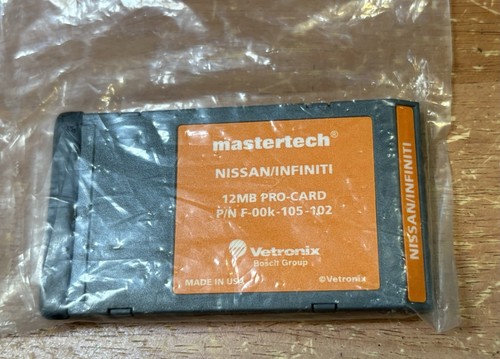 mastertech®
NISSAN/INFINITI
12MB PRO-CARD
P/N F-00k-105-102
Vetronix
Bosch Group
MADE IN USA
©Vetronix
NISSAN/INFINITI